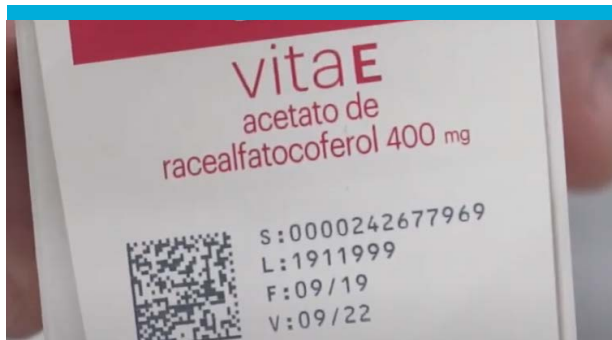 vitaE
acetato de
racealfatocoferol 400 mg
S:0000242677969
L:1911999
F:09/19
V:09/22